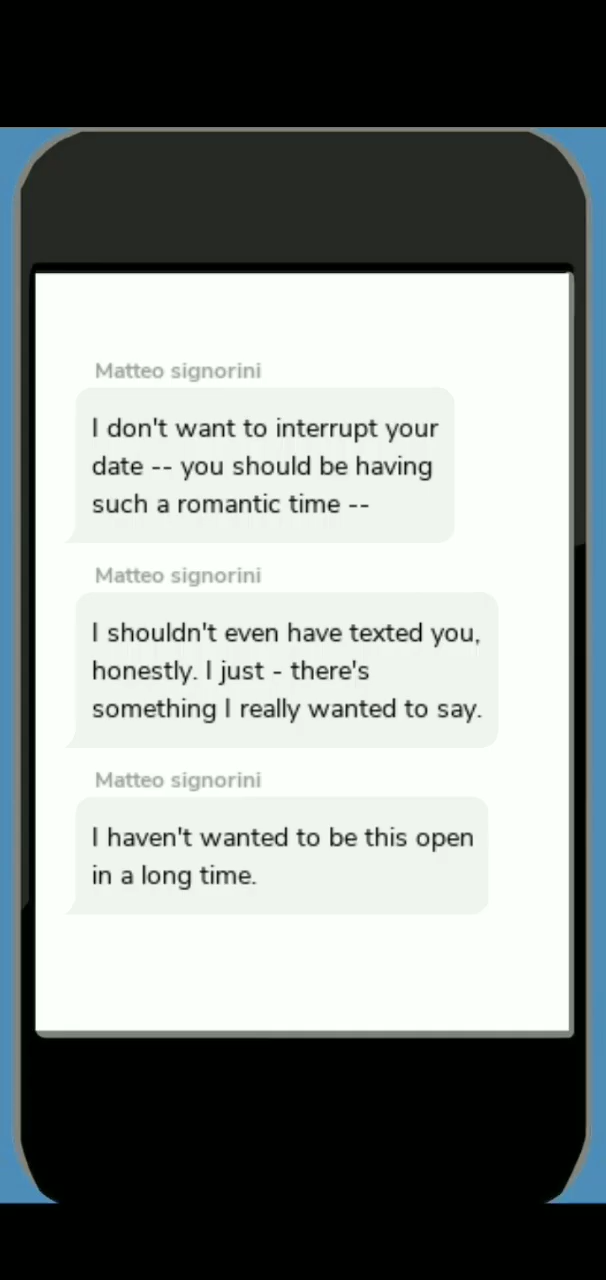 Matteo signorini
I don't want to interrupt your
date -- you should be having
such a romantic time --
Matteo signorini
I shouldn't even have texted you,
honestly. I just - there's
something I really wanted to say.
Matteo signorini
I haven't wanted to be this open
in a long time.